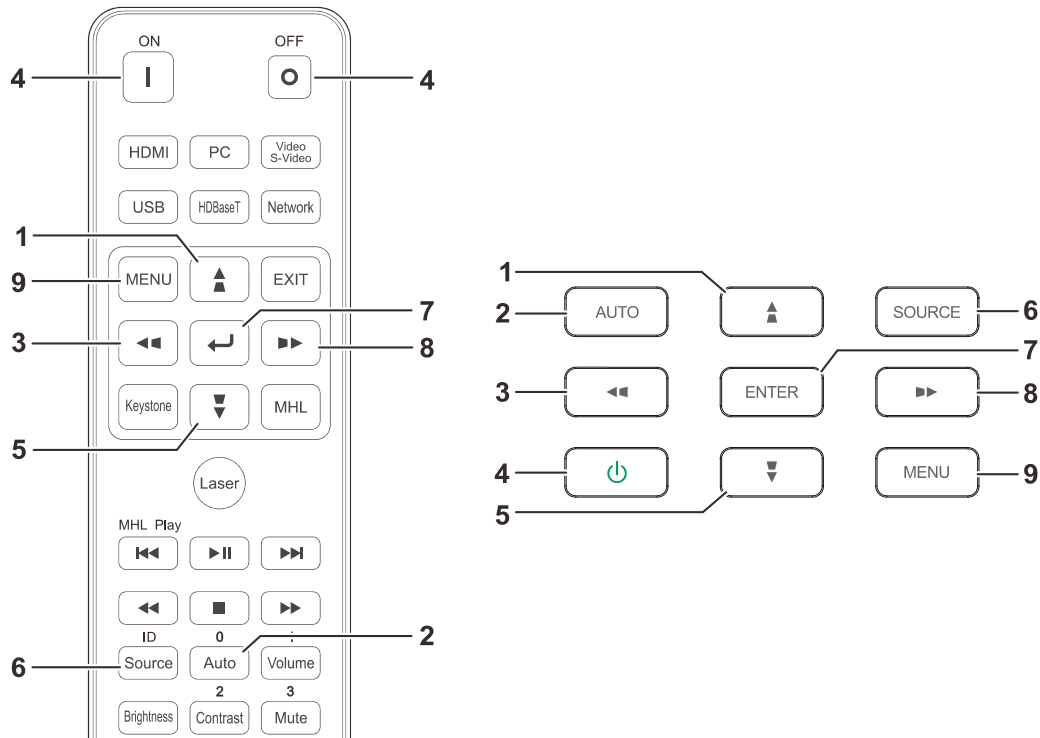 ON OFF
4 4
HDMI PC Video
S-Video
USB HDBaseT Network
1
9 MENU EXIT
7
3 8
Keystone MHL
5
Laser
MHL Play
ID 0 :
2
6 Source Auto Volume
2 3
Brightness Contrast Mute
1
2 AUTO SOURCE 6
7
3 ENTER 8
4 MENU 9
5